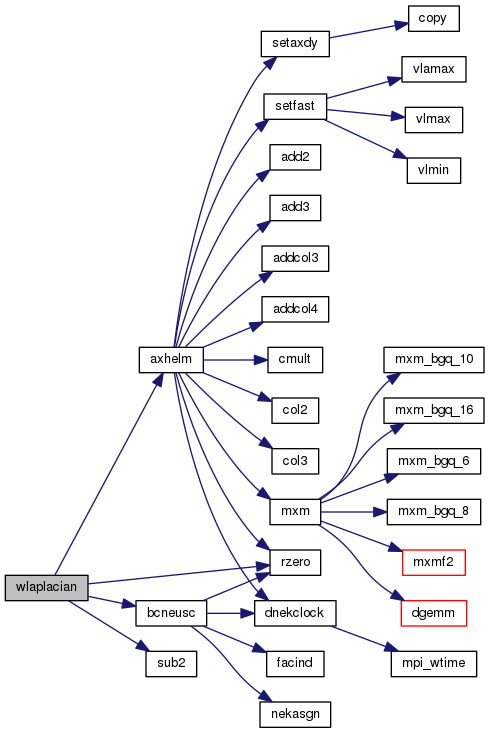 copy
setaxdy
vlamax
setfast
vlmax
add2
vlmin
add3
addcol3
addcol4
axhelm
cmult
mxm_bgq_10
col2
mxm_bgq_16
col3
mxm_bgq_6
mxm
mxm_bgq_8
rzero
mxmf2
wlaplacian
bcneusc
dnekclock
dgemm
sub2
facind
mpi_wtime
nekasgn